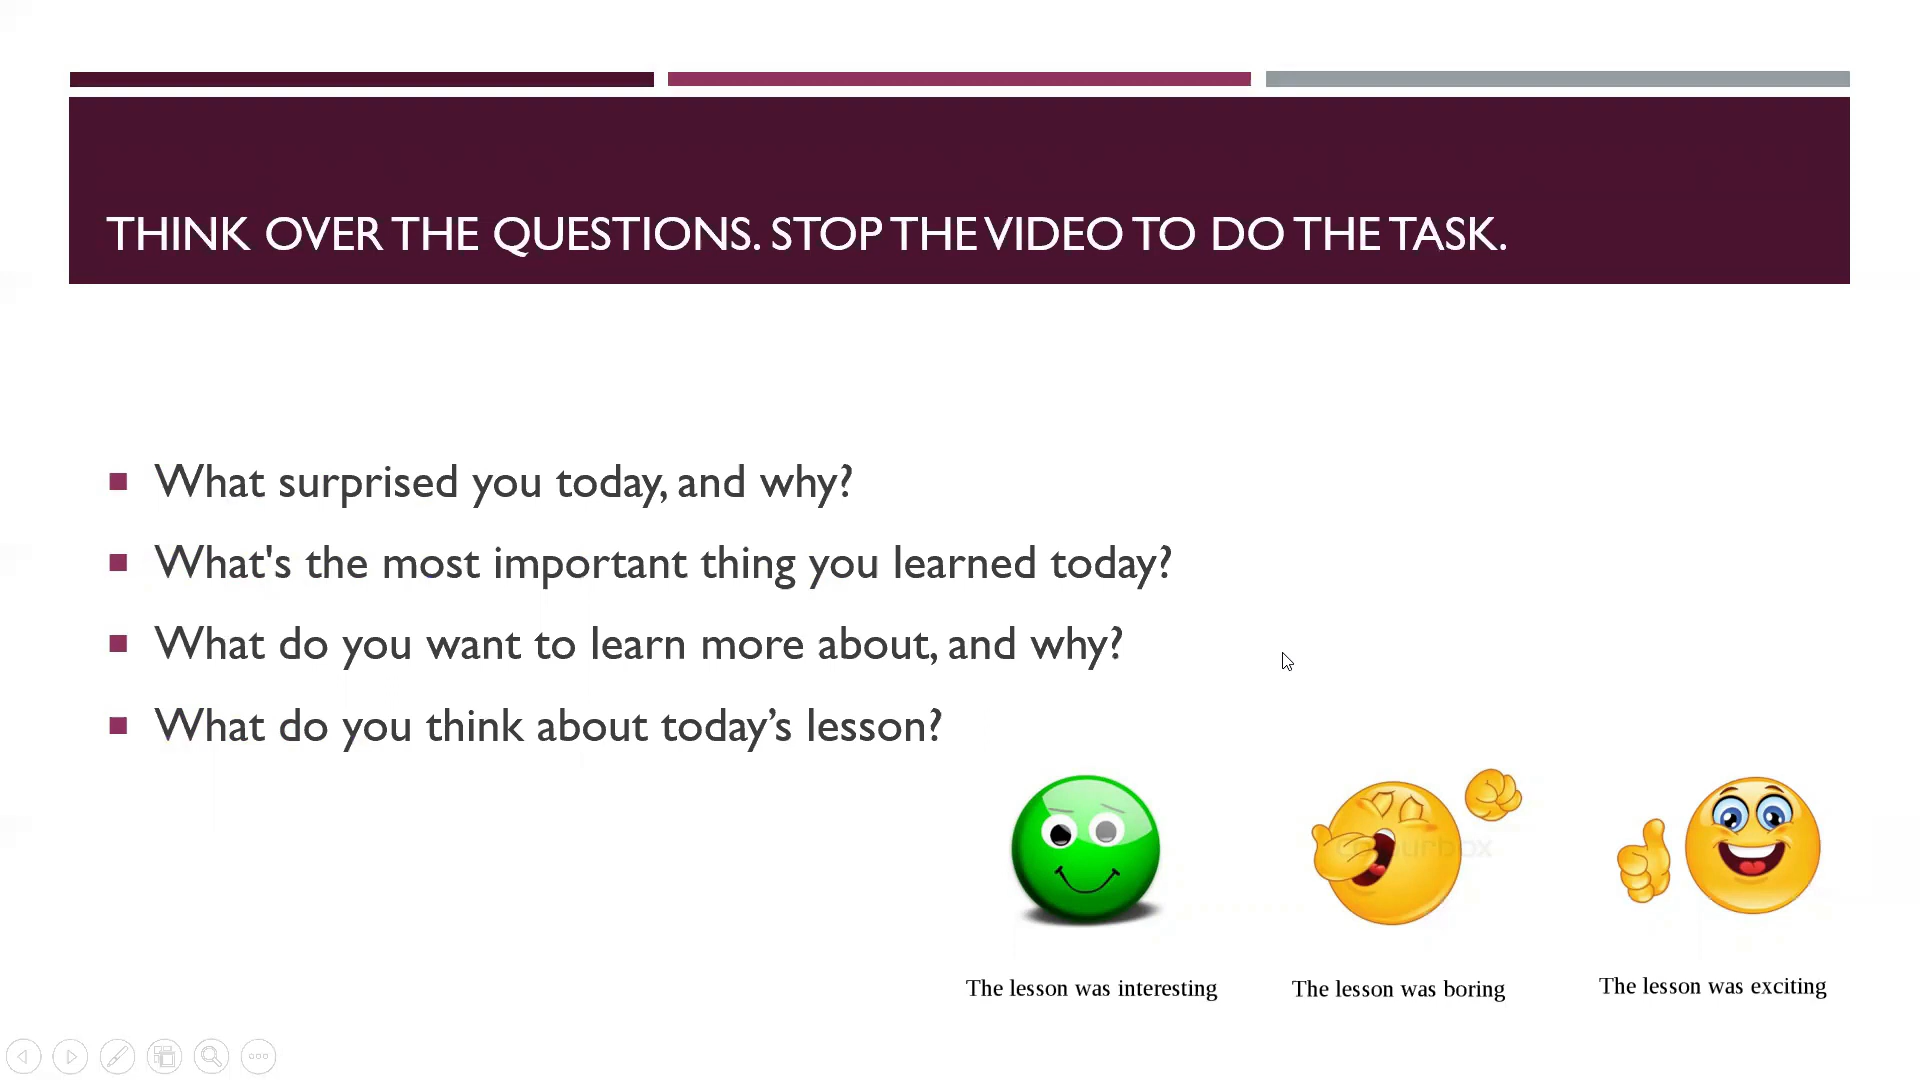 THINK OVER THE QUESTIONS. STOP THE VIDEO TO DO THE TASK.
What surprised you today, and why?
What's the most important thing you learned today?
What do you want to learn more about, and why?
What do you think about today’s lesson?
The lesson was interesting
The lesson was boring
The lesson was exciting